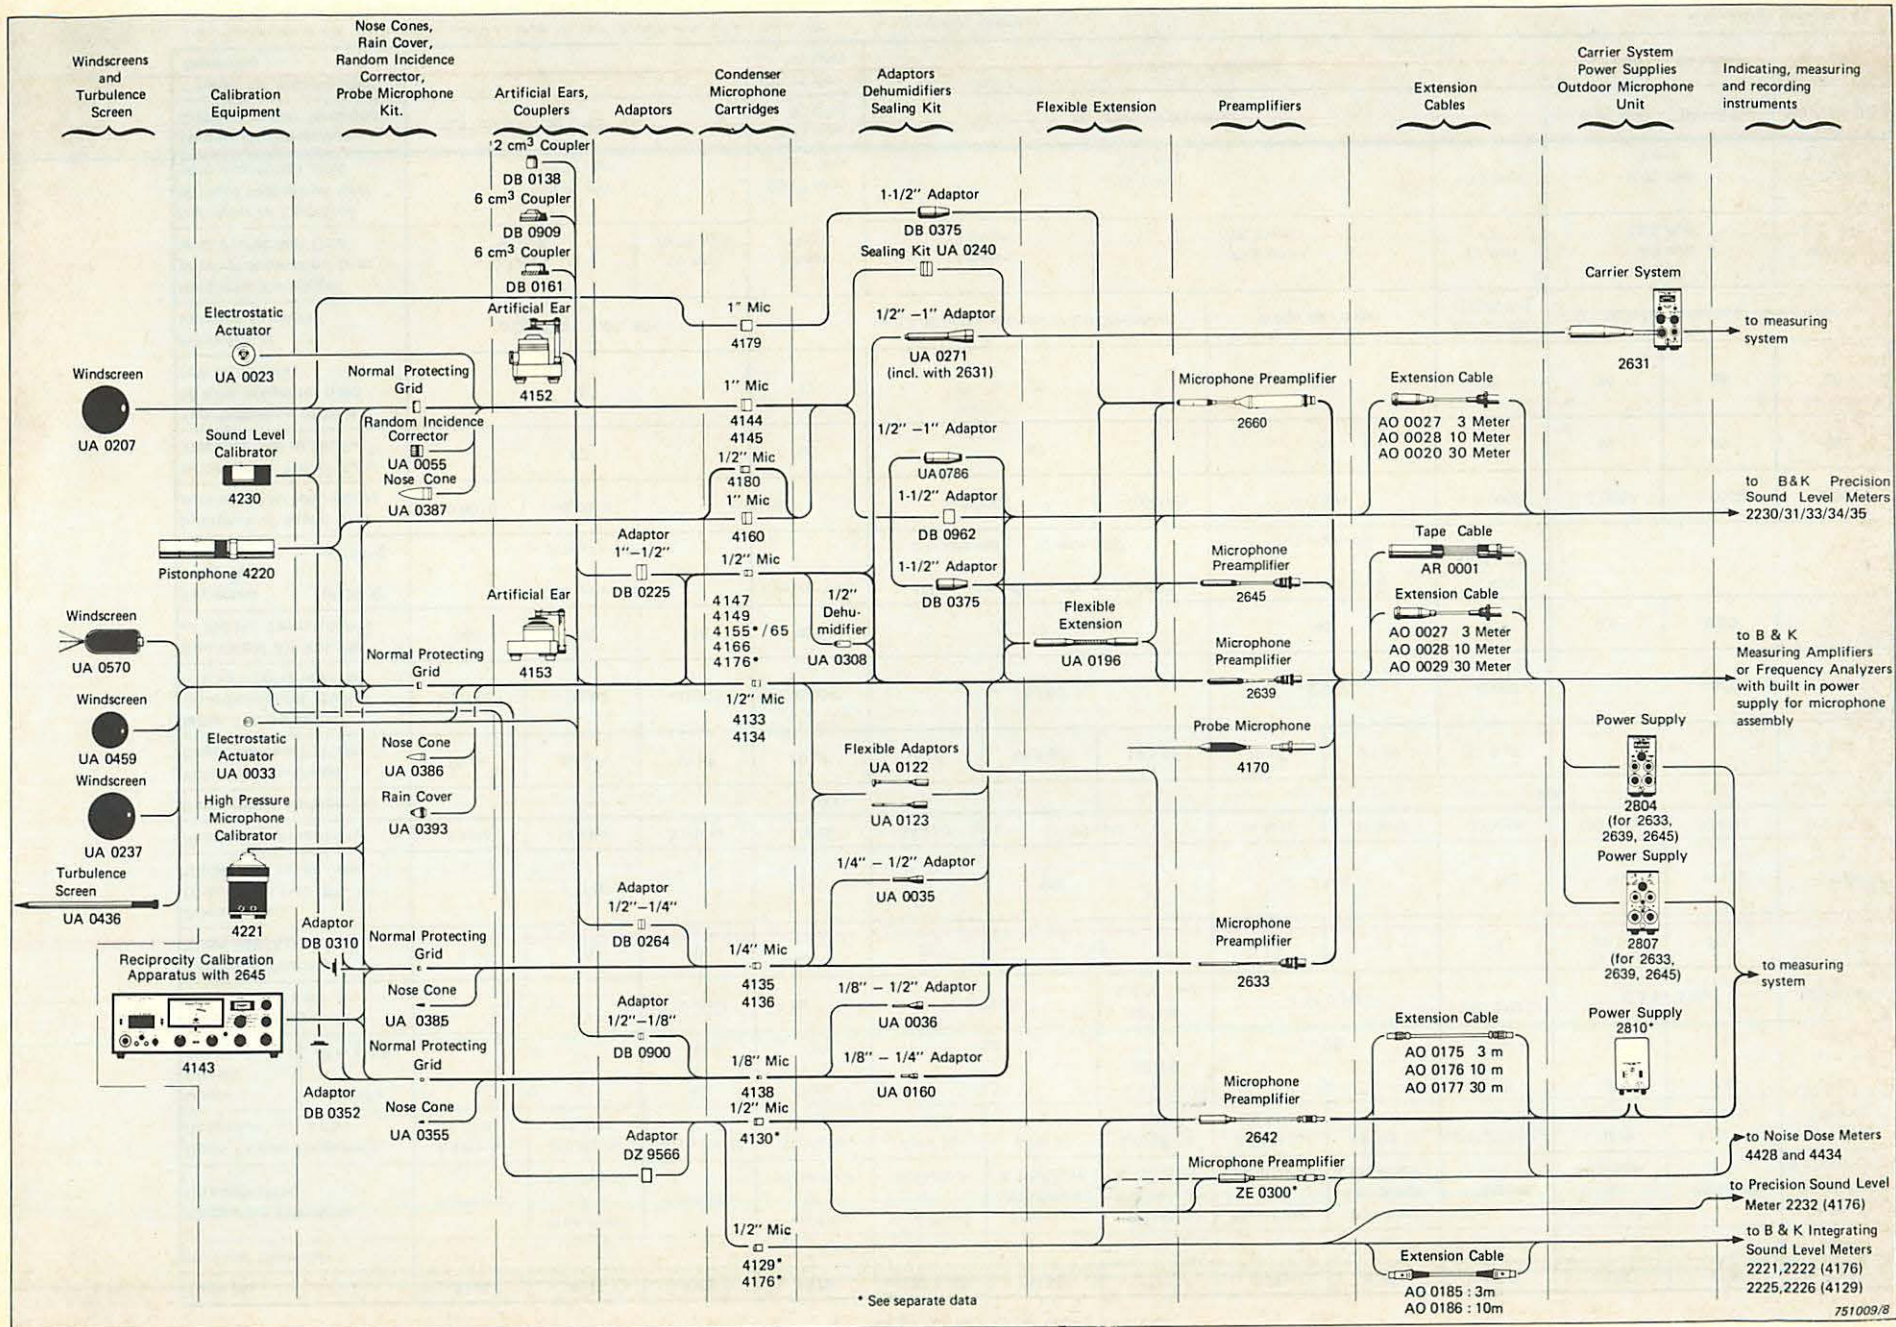 Windscreens
and
Turbulence
Screen
Calibration
Equipment
Nose Cones,
Rain Cover,
Random Incidence
Corrector,
Probe Microphone
Kit.
Artificial Ears,
Couplers
Adaptors
Condenser
Microphone
Cartridges
Adaptors
Dehumidifiers
Sealing Kit
Flexible Extension
Preamplifiers
Extension
Cables
Carrier System
Power Supplies
Outdoor Microphone
Unit
Indicating, measuring
and recording
instruments
Windscreen
UA 0207
Windscreen
UA 0570
Windscreen
UA 0459
Windscreen
UA 0237
Turbulence
Screen
UA 0436
Electrostatic
Actuator
UA 0023
Sound Level
Calibrator
4230
Pistonphone 4220
Electrostatic
Actuator
UA 0033
High Pressure
Microphone
Calibrator
4221
Reciprocity Calibration
Apparatus with 2645
4143
Adaptor
DB 0310
Adaptor
DB 0352
Normal Protecting
Grid
Random Incidence
Corrector
UA 0055
Nose Cone
UA 0387
Normal Protecting
Grid
Nose Cone
UA 0386
Rain Cover
UA 0393
Normal Protecting
Grid
Nose Cone
UA 0385
Normal Protecting
Grid
Nose Cone
UA 0355
2 cm³ Coupler
DB 0138
6 cm³ Coupler
DB 0909
6 cm³ Coupler
DB 0161
Artificial Ear
4152
Artificial Ear
4153
Adaptor
1"–1/2"
DB 0225
Adaptor
1/2"–1/4"
DB 0264
Adaptor
1/2"–1/8"
DB 0900
Adaptor
DZ 9566
1" Mic
4179
1" Mic
4144
4145
1/2" Mic
4180
1" Mic
4160
1/2" Mic
4147
4149
4155*/65
4166
4176*
1/2" Mic
4133
4134
1/4" Mic
4135
4136
1/8" Mic
4138
1/2" Mic
4130*
1/2" Mic
4129*
4176*
1-1/2" Adaptor
DB 0375
Sealing Kit UA 0240
1/2" –1" Adaptor
UA 0271
(incl. with 2631)
1/2" –1" Adaptor
UA0786
1-1/2" Adaptor
DB 0962
1-1/2" Adaptor
DB 0375
1/2"
Dehu-
midifier
UA 0308
Flexible Adaptors
UA 0122
UA 0123
1/4" – 1/2" Adaptor
UA 0035
1/8" – 1/2" Adaptor
UA 0036
1/8" – 1/4" Adaptor
UA 0160
* See separate data
Flexible
Extension
UA 0196
Microphone Preamplifier
2660
Microphone
Preamplifier
2645
Microphone
Preamplifier
2639
Probe Microphone
4170
Microphone
Preamplifier
2633
Microphone
Preamplifier
2642
Microphone Preamplifier
ZE 0300*
Extension Cable
AO 0027 3 Meter
AO 0028 10 Meter
AO 0020 30 Meter
Tape Cable
AR 0001
Extension Cable
AO 0027 3 Meter
AO 0028 10 Meter
AO 0029 30 Meter
Extension Cable
AO 0175 3 m
AO 0176 10 m
AO 0177 30 m
Extension Cable
AO 0185 : 3m
AO 0186 : 10m
Carrier System
2631
Power Supply
2804
(for 2633,
2639, 2645)
Power Supply
2807
(for 2633,
2639, 2645)
Power Supply
2810*
to measuring
system
to B&K Precision
Sound Level Meters
2230/31/33/34/35
to B & K
Measuring Amplifiers
or Frequency Analyzers
with built in power
supply for microphone
assembly
to measuring
system
to Noise Dose Meters
4428 and 4434
to Precision Sound Level
Meter 2232 (4176)
to B & K Integrating
Sound Level Meters
2221,2222 (4176)
2225,2226 (4129)
751009/8